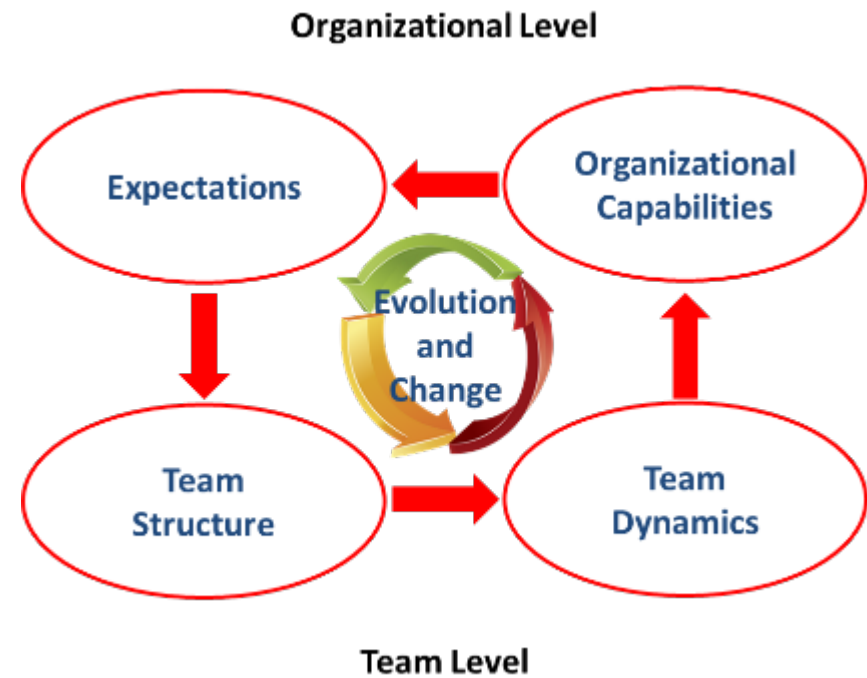 Organizational Level
Expectations
Organizational
Capabilities
Evolution
and
Change
Team
Structure
Team
Dynamics
Team Level